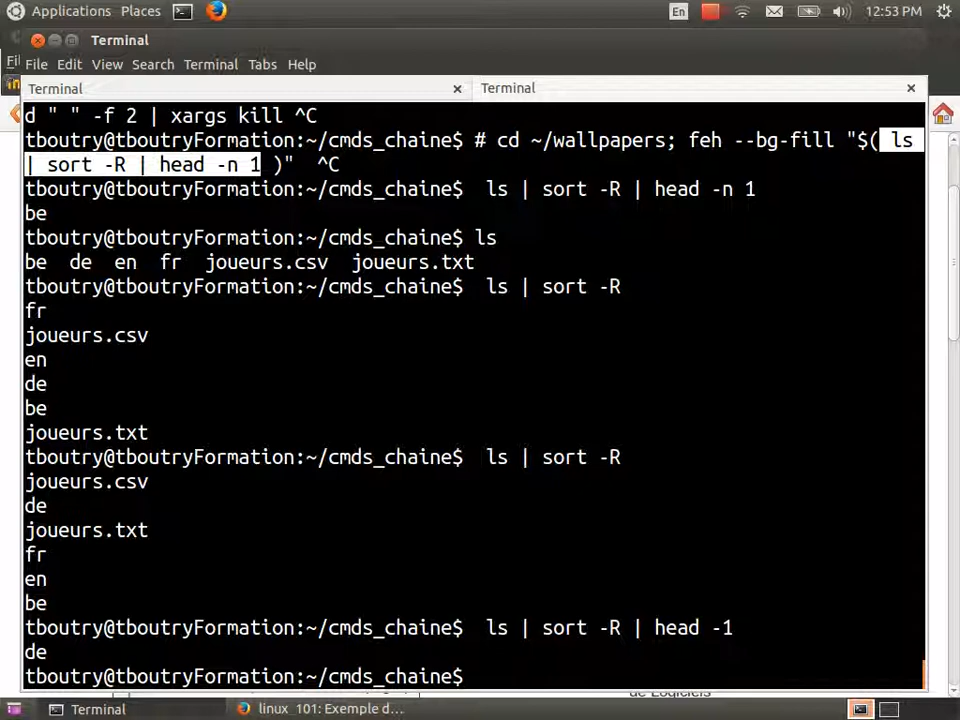 Applications Places En 12:53 PM
Terminal
File Edit View Search Terminal Tabs Help
Terminal × Terminal ×
d " " -f 2 | xargs kill ^C
tboutry@tboutryFormation:~/cmds_chaine$ # cd ~/wallpapers; feh --bg-fill "$( ls
| sort -R | head -n 1 )"  ^C
tboutry@tboutryFormation:~/cmds_chaine$  ls | sort -R | head -n 1
be
tboutry@tboutryFormation:~/cmds_chaine$ ls
be  de  en  fr  joueurs.csv  joueurs.txt
tboutry@tboutryFormation:~/cmds_chaine$  ls | sort -R
fr
joueurs.csv
en
de
be
joueurs.txt
tboutry@tboutryFormation:~/cmds_chaine$  ls | sort -R
joueurs.csv
de
joueurs.txt
fr
en
be
tboutry@tboutryFormation:~/cmds_chaine$  ls | sort -R | head -1
de
tboutry@tboutryFormation:~/cmds_chaine$
de Logiciels
Terminal linux_101: Exemple d...